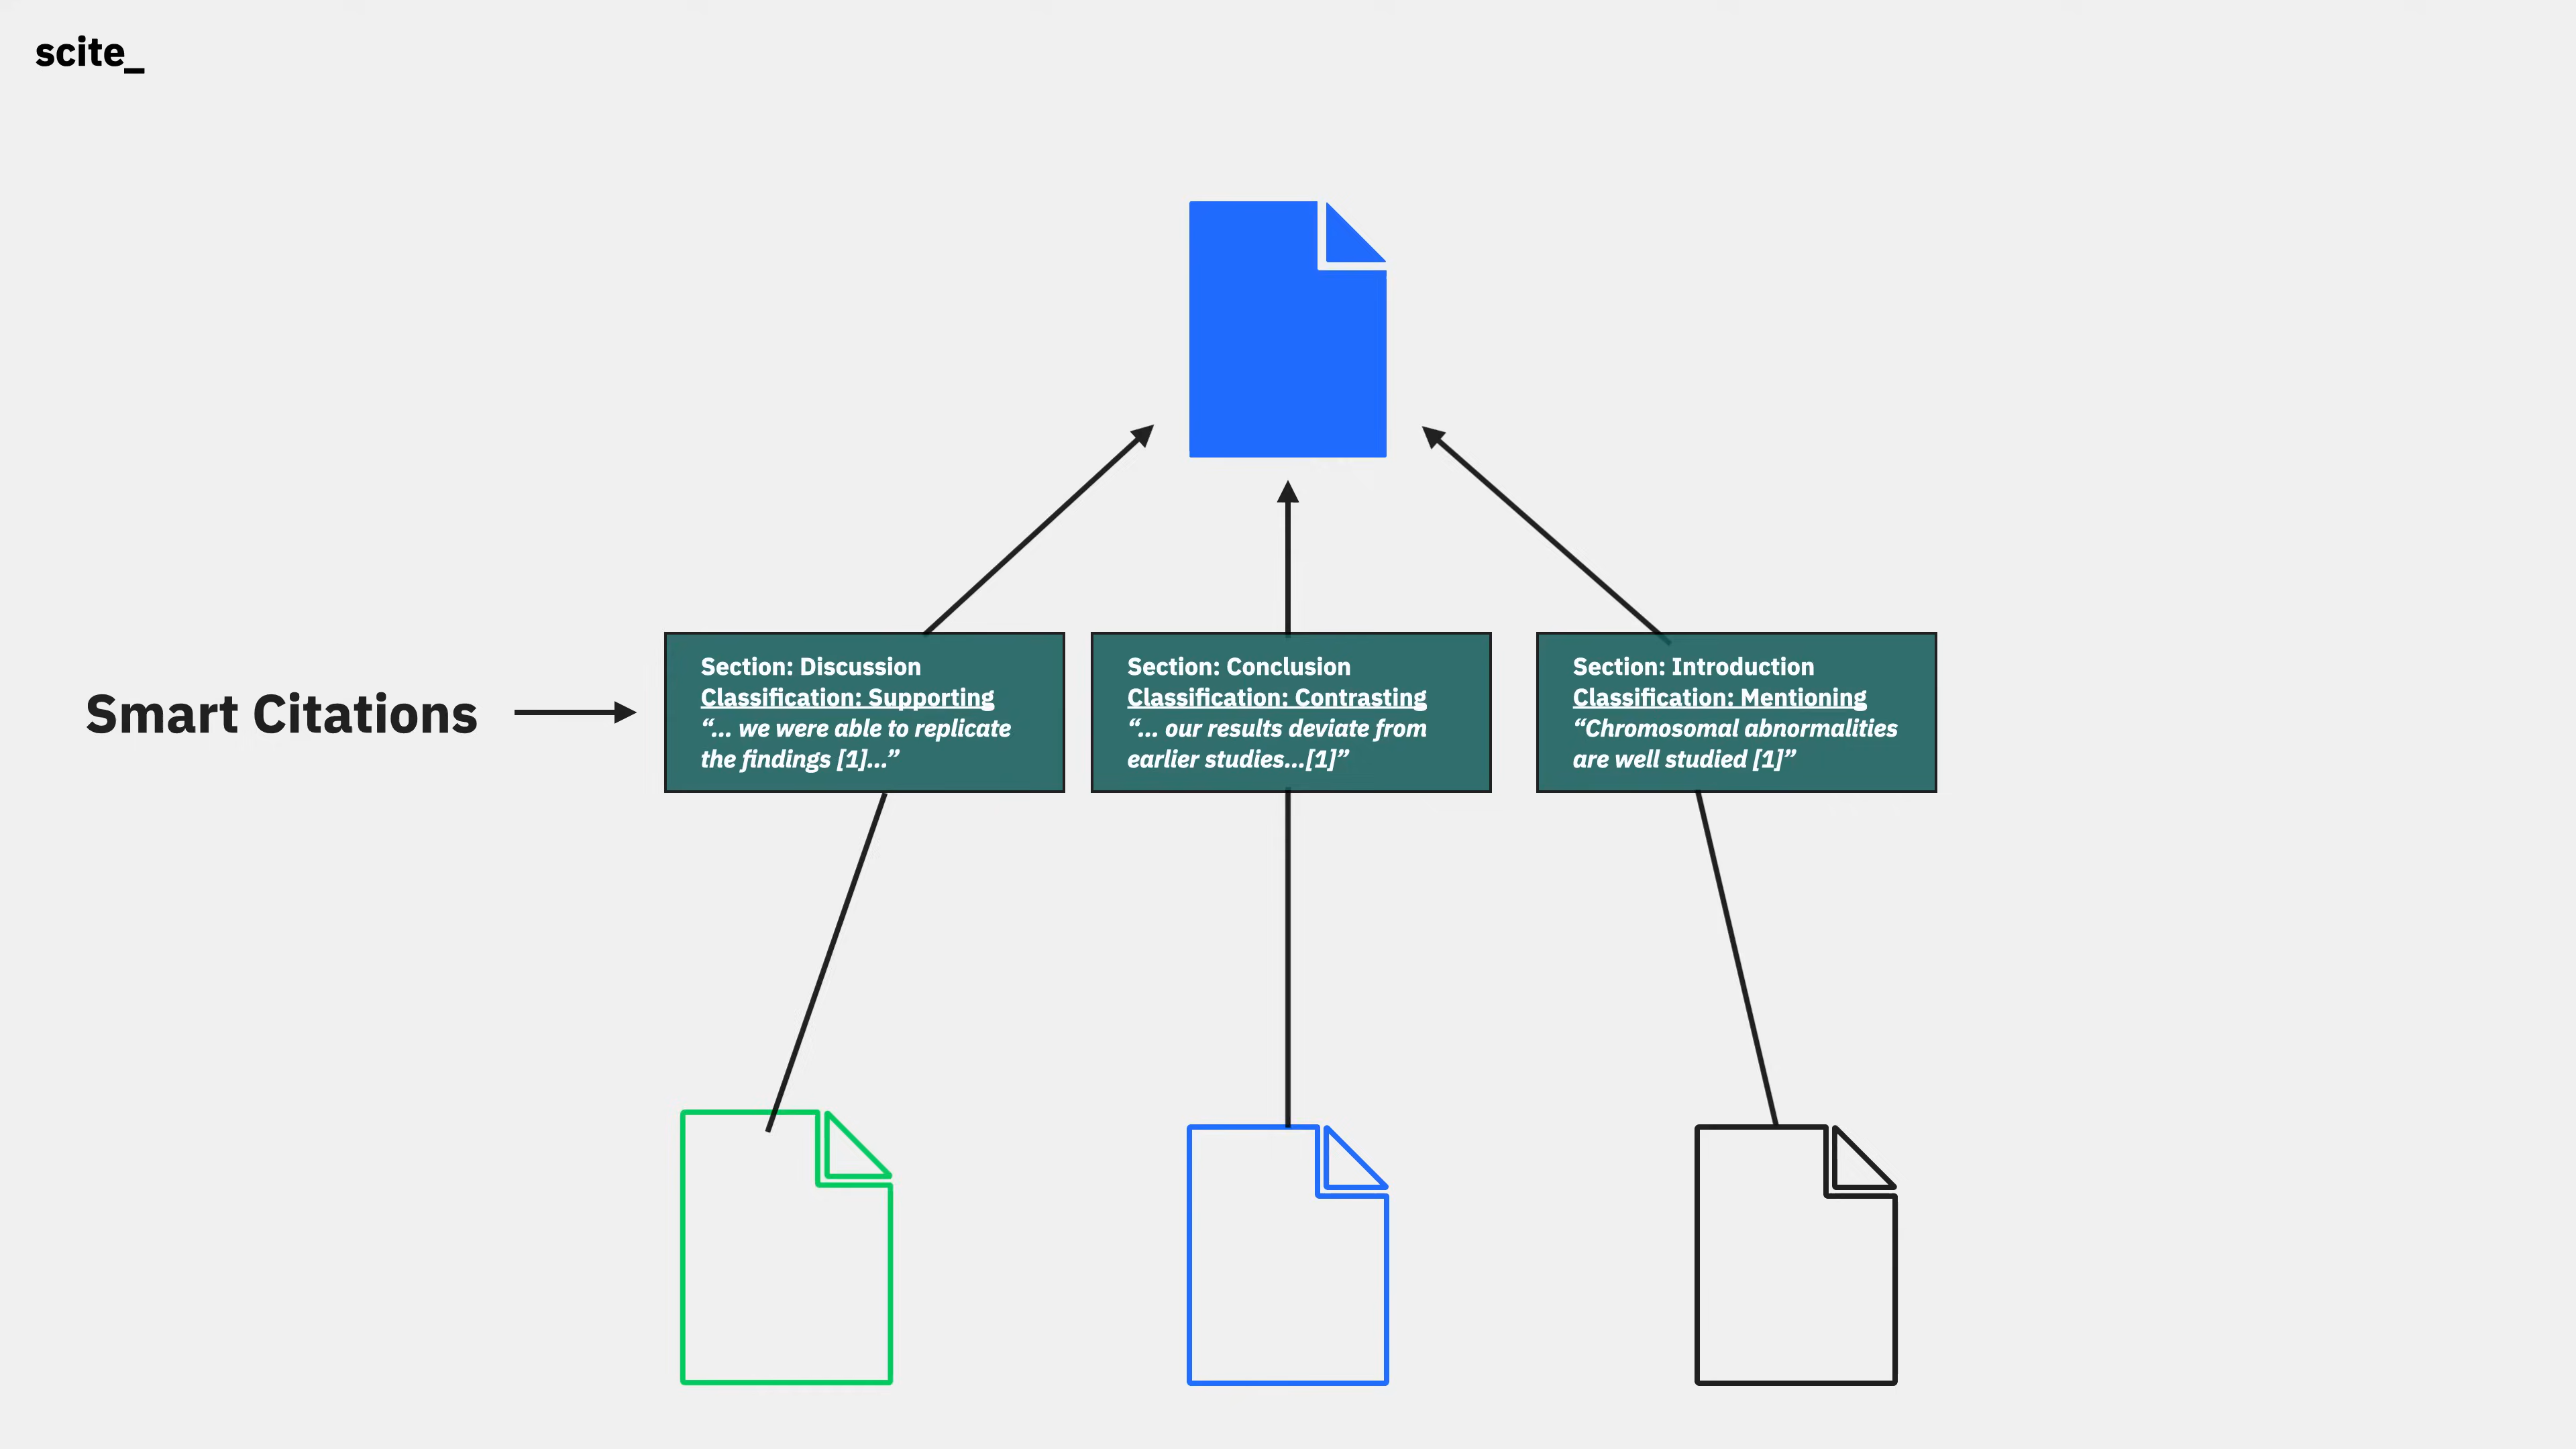 scite_
Smart Citations
Section: Discussion
Classification: Supporting
“... we were able to replicate
the findings [1]...”
Section: Conclusion
Classification: Contrasting
“... our results deviate from
earlier studies...[1]”
Section: Introduction
Classification: Mentioning
“Chromosomal abnormalities
are well studied [1]”